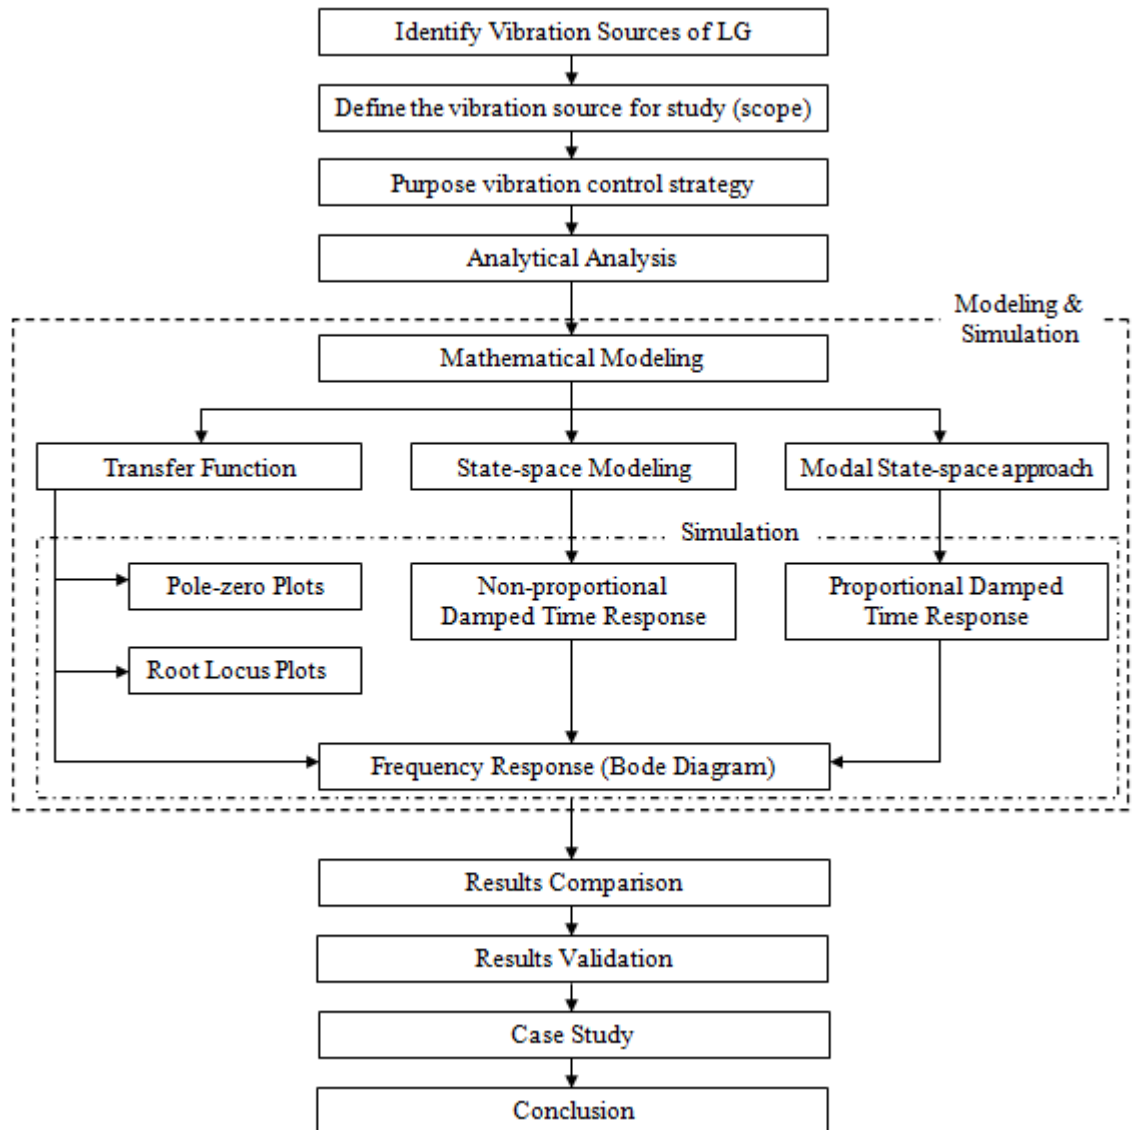 Identify Vibration Sources of LG
Define the vibration source for study (scope)
Purpose vibration control strategy
Analytical Analysis
Modeling &
Simulation
Mathematical Modeling
Transfer Function
State-space Modeling
Modal State-space approach
Simulation
Pole-zero Plots
Non-proportional
Damped Time Response
Proportional Damped
Time Response
Root Locus Plots
Frequency Response (Bode Diagram)
Results Comparison
Results Validation
Case Study
Conclusion